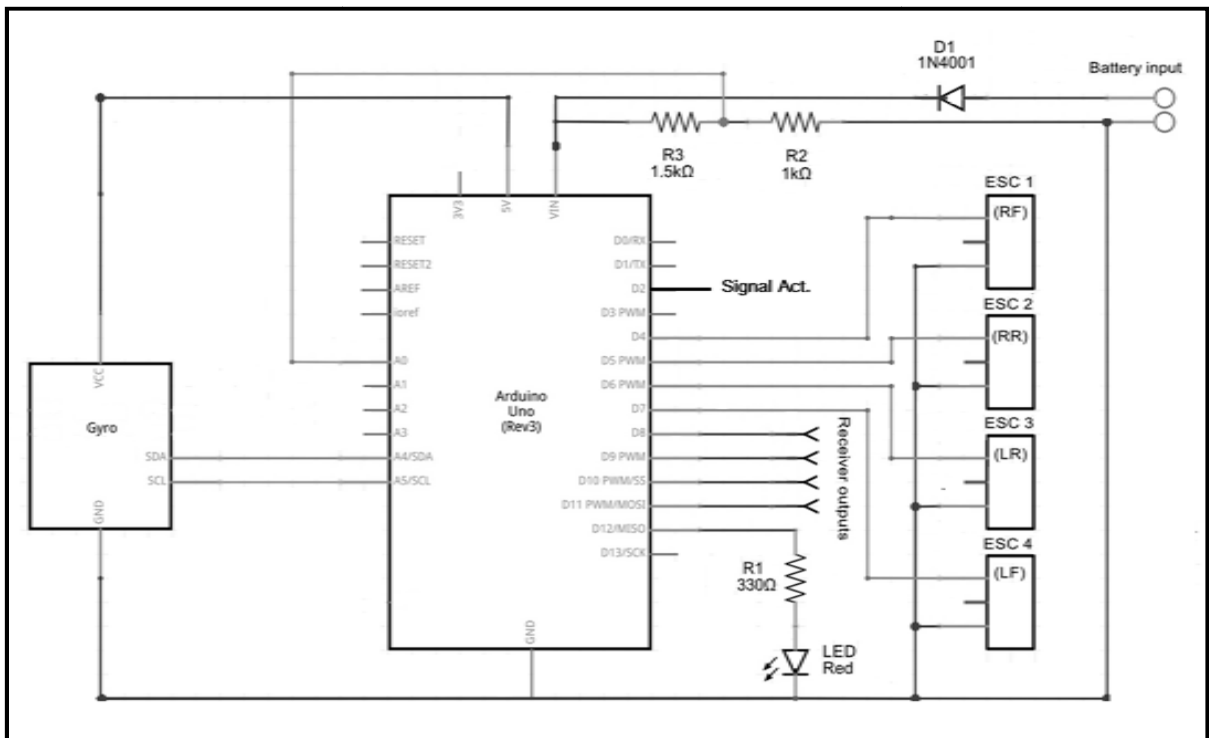 D1
1N4001
Battery input
R3
1.5kΩ
R2
1kΩ
ESC 1
(RF)
3V3
5V
VIN
RESET
RESET2
AREF
ioref
A0
A1
A2
A3
A4/SDA
A5/SCL
D0/RX
D1/TX
D2
Signal Act.
D3 PWM
D4
D5 PWM
D6 PWM
D7
D8
D9 PWM
D10 PWM/SS
D11 PWM/MOSI
D12/MISO
D13/SCK
GND
Arduino
Uno
(Rev3)
ESC 2
(RR)
ESC 3
(LR)
ESC 4
(LF)
VCC
Gyro
SDA
SCL
GND
Receiver outputs
R1
330Ω
LED
Red